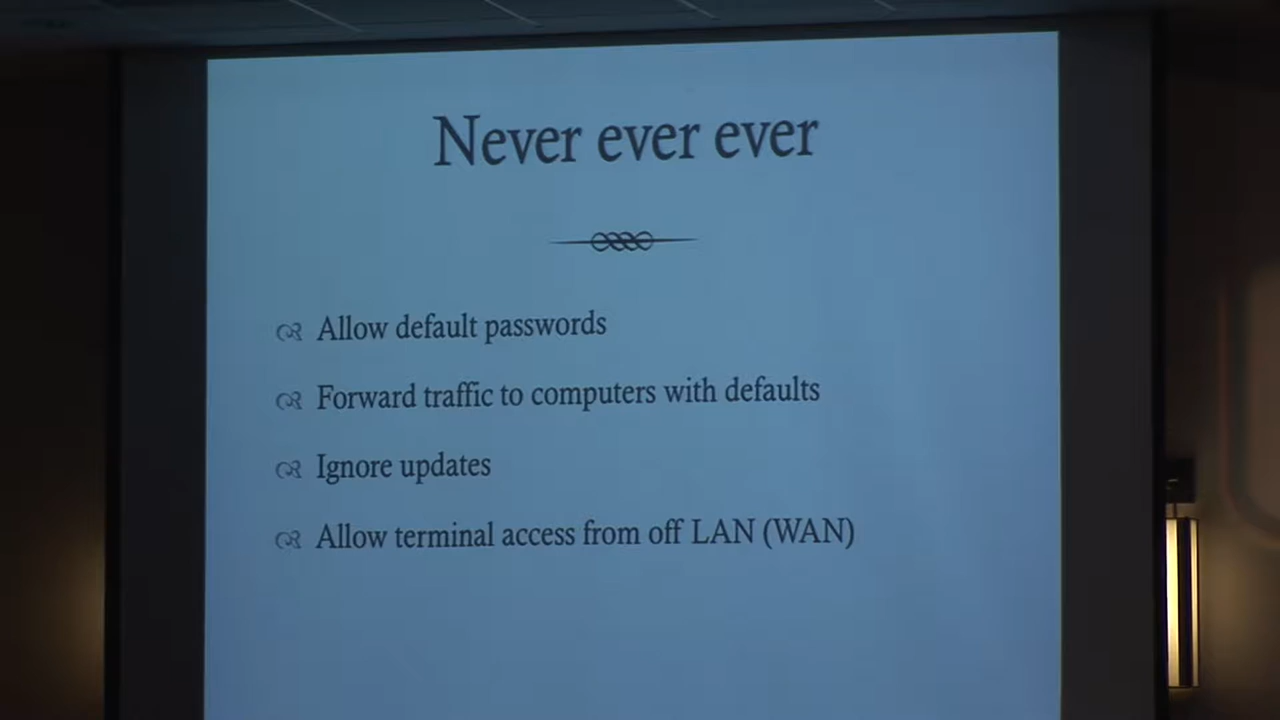 Never ever ever
Allow default passwords
Forward traffic to computers with defaults
Ignore updates
Allow terminal access from off LAN (WAN)